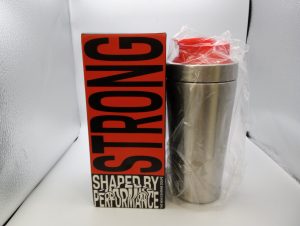 STRONG
SHAPED BY
PERFORMANCE